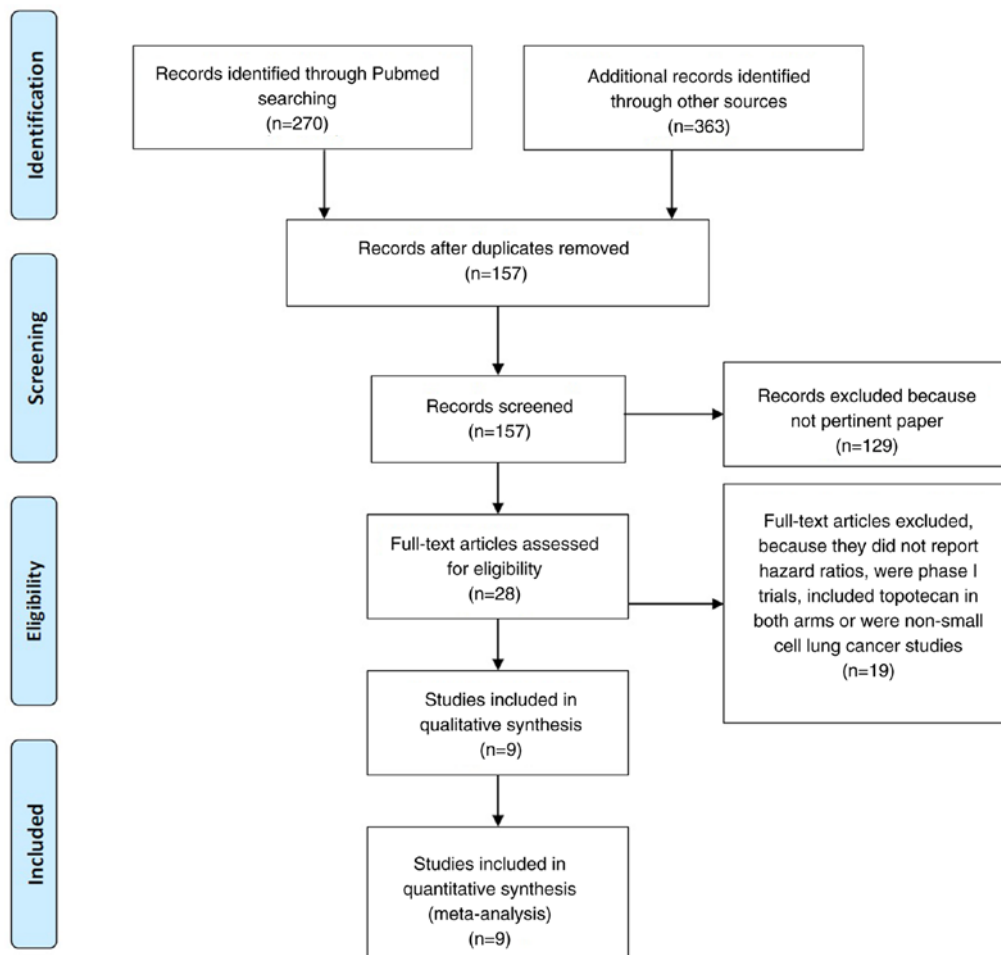 Identification
Records identified through Pubmed
searching
(n=270)
Additional records identified
through other sources
(n=363)
Records after duplicates removed
(n=157)
Screening
Records screened
(n=157)
Records excluded because
not pertinent paper
(n=129)
Eligibility
Full-text articles assessed
for eligibility
(n=28)
Full-text articles excluded,
because they did not report
hazard ratios, were phase I
trials, included topotecan in
both arms or were non-small
cell lung cancer studies
(n=19)
Studies included in
qualitative synthesis
(n=9)
Included
Studies included in
quantitative synthesis
(meta-analysis)
(n=9)